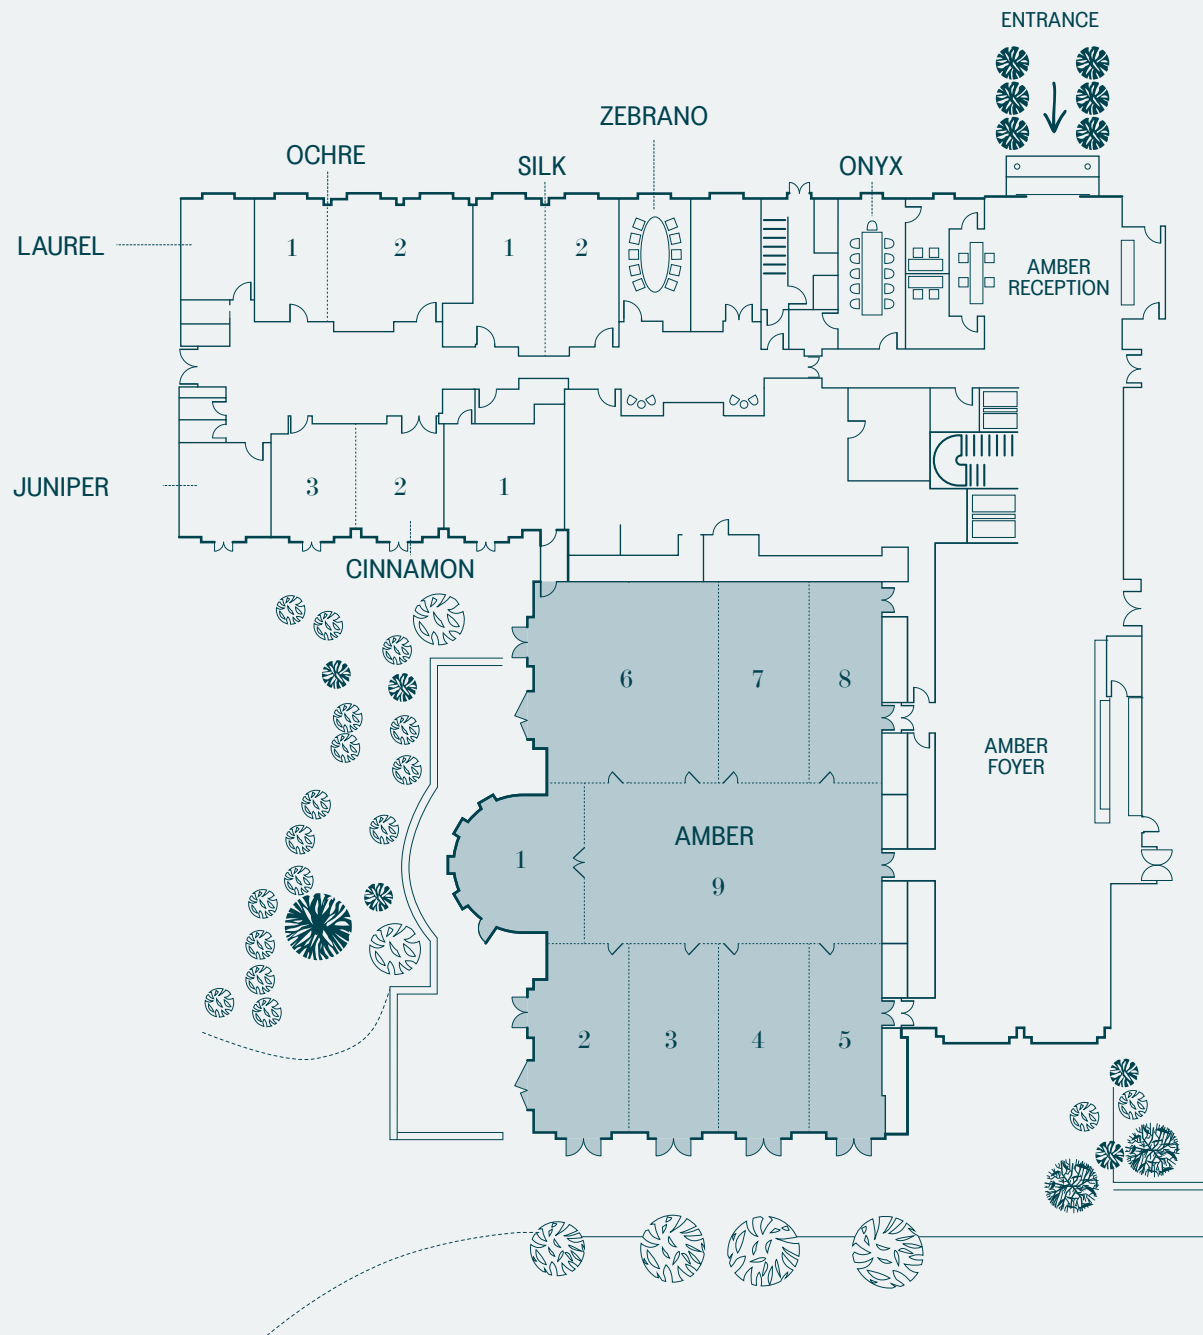 ENTRANCE
ZEBRANO
OCHRE
SILK
ONYX
LAUREL
1
2
1
2
AMBER
RECEPTION
JUNIPER
3
2
1
CINNAMON
6
7
8
AMBER
FOYER
AMBER
1
9
2
3
4
5